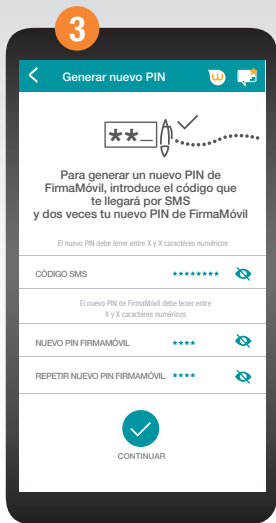 3
Generar nuevo PIN
**_
Para generar un nuevo PIN de
FirmaMóvil, introduce el código que
te llegará por SMS
y dos veces tu nuevo PIN de FirmaMóvil
El nuevo PIN debe tener entre X y X caractéres numéricos
CÓDIGO SMS ********
El nuevo PIN de FirmaMóvil debe tener entre
X y X caractéres numéricos
NUEVO PIN FIRMAMÓVIL ****
REPETIR NUEVO PIN FIRMAMÓVIL ****
CONTINUAR